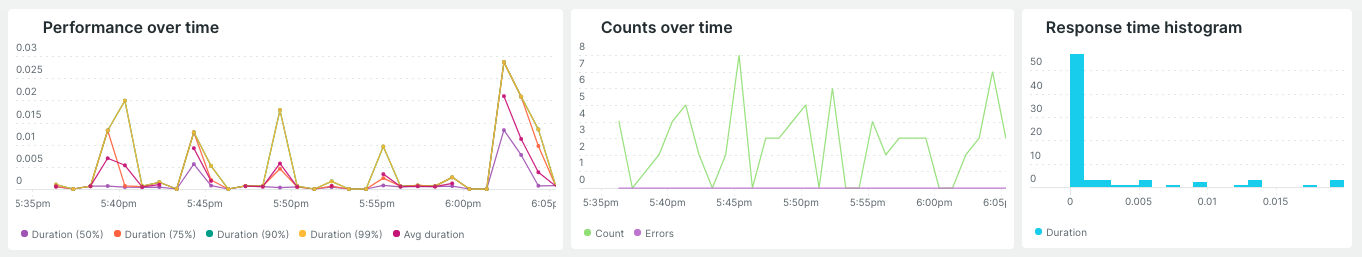 Performance over time
0.03
0.025
0.02
0.015
0.01
0.005
0
5:35pm 5:40pm 5:45pm 5:50pm 5:55pm 6:00pm 6:05p
Duration (50%) Duration (75%) Duration (90%) Duration (99%) Avg duration
Counts over time
8
7
6
5
4
3
2
1
0
5:35pm 5:40pm 5:45pm 5:50pm 5:55pm 6:00pm 6:05p
Count Errors
Response time histogram
50
40
30
20
10
0
0 0.005 0.01 0.015
Duration